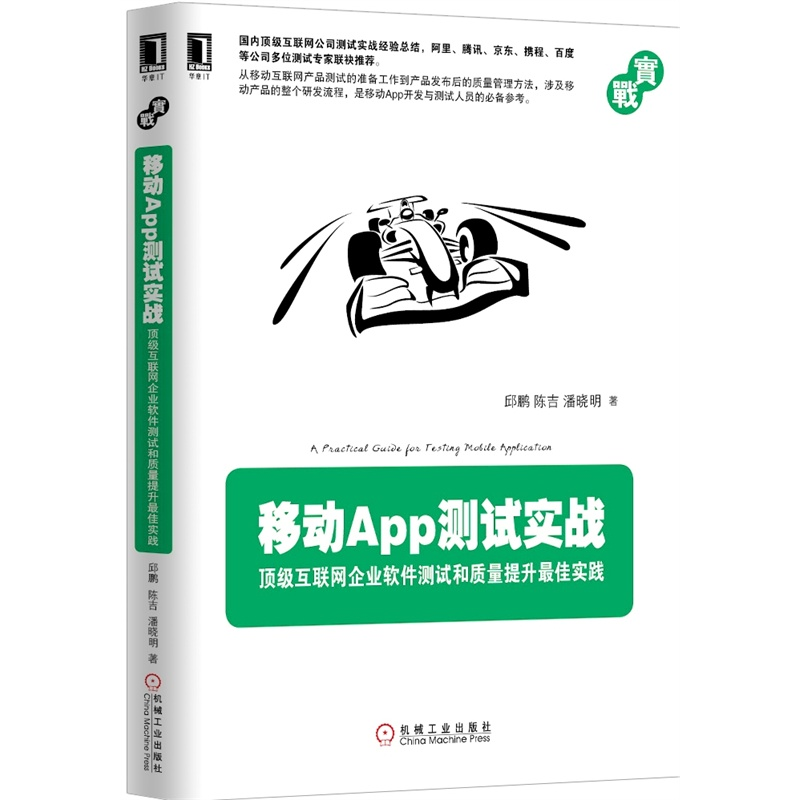 HZ Books
华章IT
HZ Books
华章IT
国内顶级互联网公司测试实战经验总结，阿里、腾讯、京东、携程、百度
等公司多位测试专家联袂推荐。
从移动互联网产品测试的准备工作到产品发布后的质量管理方法，涉及移
动产品的整个研发流程，是移动App开发与测试人员的必备参考。
實
戰
實
戰
移动App测试实战
顶级互联网企业软件测试和质量提升最佳实践
邱鹏 陈吉 潘晓明 著
机械工业出版社
China Machine Press
邱鹏 陈吉 潘晓明 著
A Practical Guide for Testing Mobile Application
移动App测试实战
顶级互联网企业软件测试和质量提升最佳实践
机械工业出版社
China Machine Press